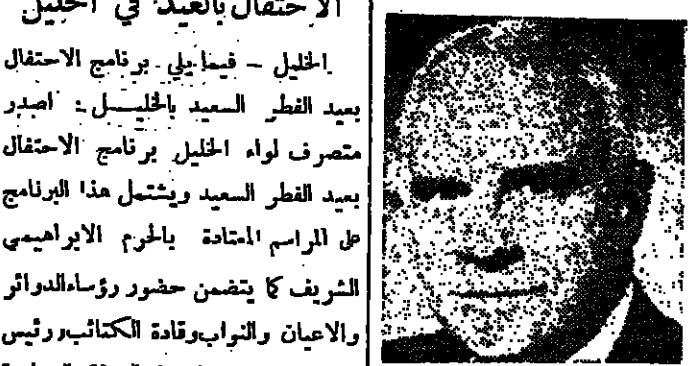 الاحتفال بالعيد في الخليل
الخليل – فيما يلي برنامج الاحتفال
بعيد الفطر السعيد بالخليــل : اصدر
متصرف لواء الخليل برنامج الاحتفال
بعيد الفطر السعيد ويشتمل هذا البرنامج
على المراسم المعتادة بالحرم الابراهيمي
الشريف كما يتضمن حضور رؤساء الدوائر
والاعيان والنواب وقادة الكتائب ورئيس